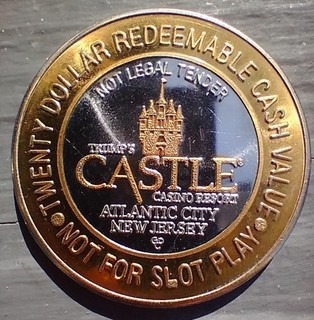 TWENTY DOLLAR REDEEMABLE CASH VALUE
NOT LEGAL TENDER
TRUMP'S
CASTLE
CASINO RESORT
ATLANTIC CITY
NEW JERSEY
NOT FOR SLOT PLAY